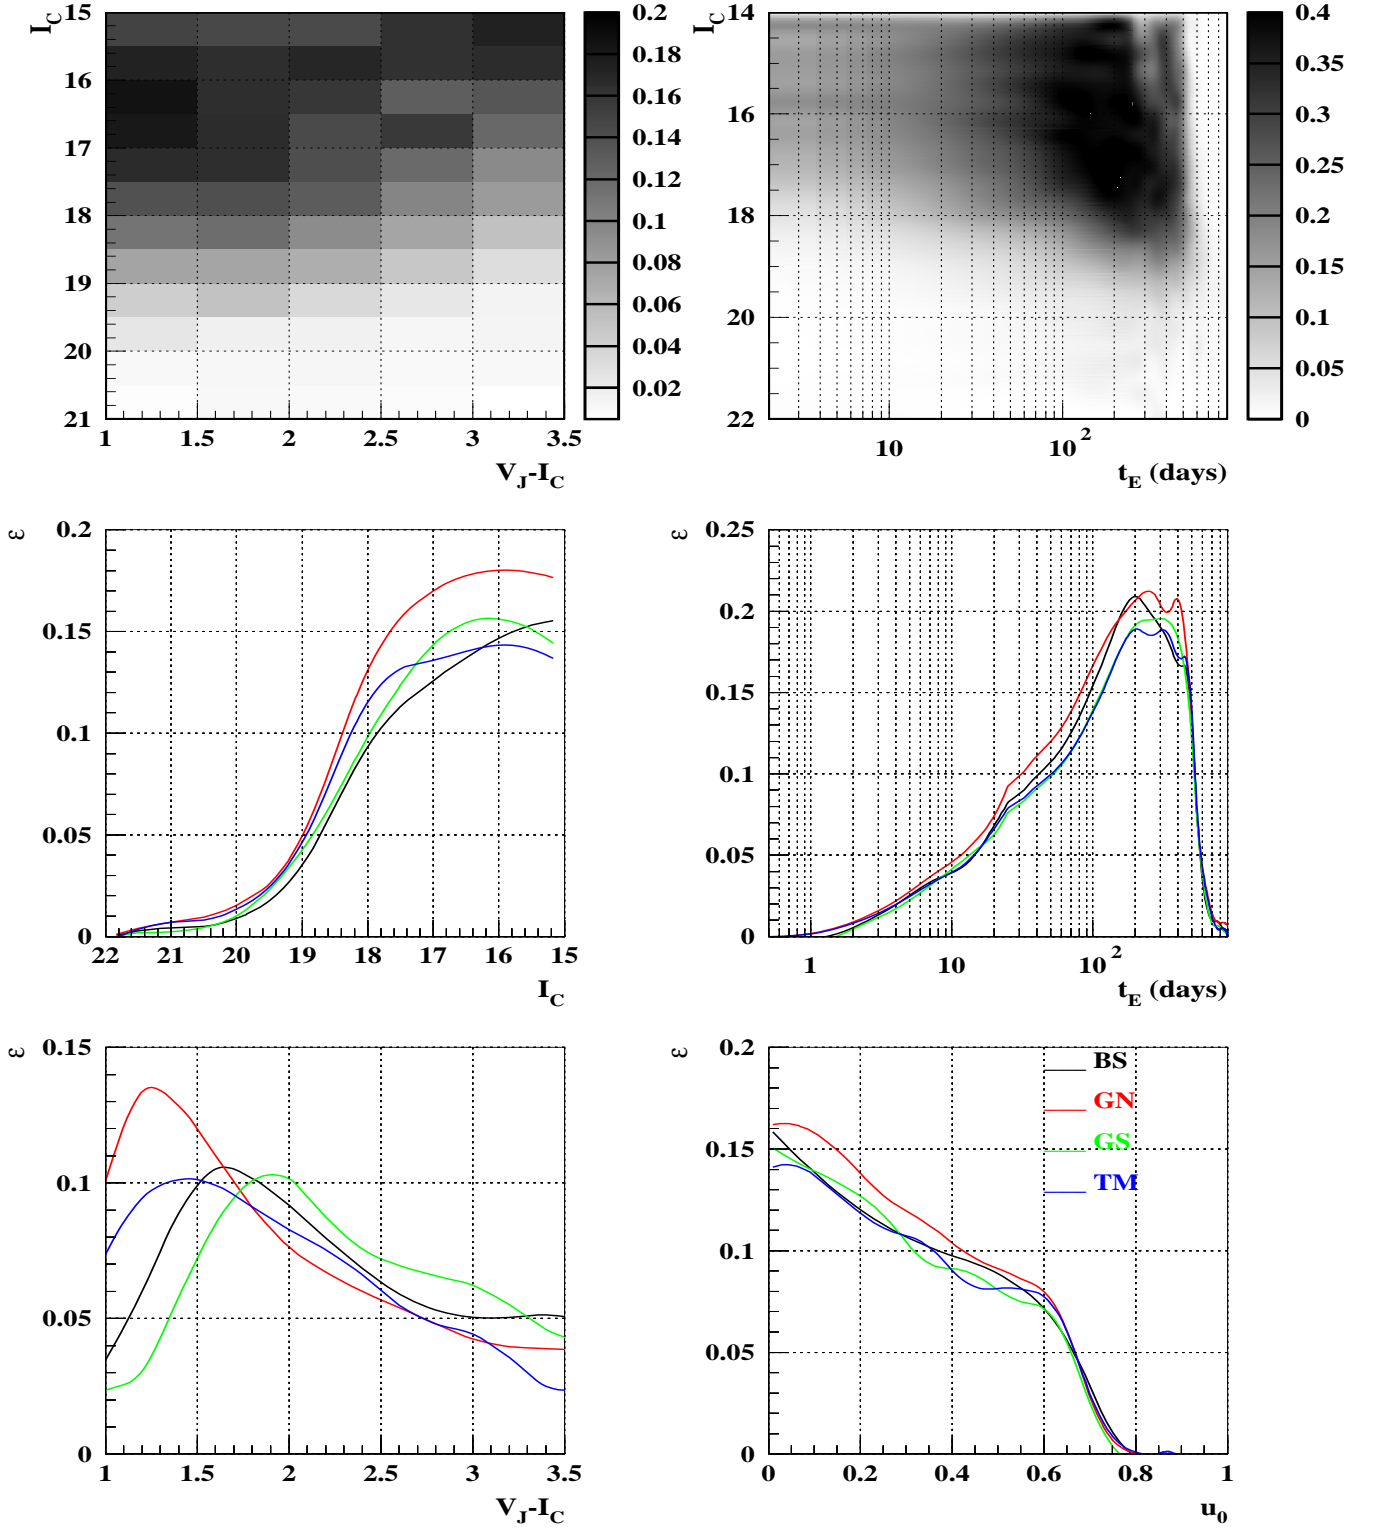 I_C
15
16
17
18
19
20
21
1 1.5 2 2.5 3 3.5
V_J-I_C
0.2
0.18
0.16
0.14
0.12
0.1
0.08
0.06
0.04
0.02
I_C
14
16
18
20
22
10 10^2
t_E (days)
0.4
0.35
0.3
0.25
0.2
0.15
0.1
0.05
0
ε
0.2
0.15
0.1
0.05
0
22 21 20 19 18 17 16 15
I_C
ε
0.25
0.2
0.15
0.1
0.05
0
1 10 10^2
t_E (days)
ε
0.15
0.1
0.05
0
1 1.5 2 2.5 3 3.5
V_J-I_C
ε
0.2
0.15
0.1
0.05
0
BS
GN
GS
TM
0 0.2 0.4 0.6 0.8 1
u_0